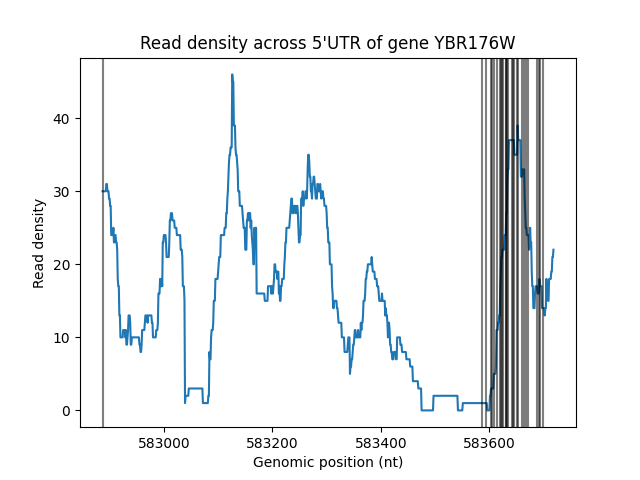 Read density across 5'UTR of gene YBR176W
Read density
40
30
20
10
0
583000 583200 583400 583600
Genomic position (nt)